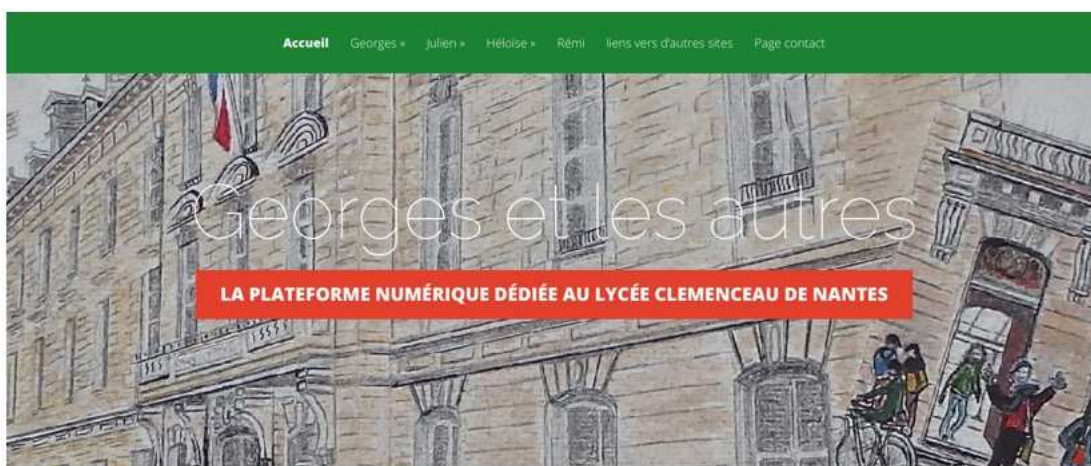 Accueil Georges » Julien » Héloïse » Rémi liens vers d'autres sites Page contact
Georges et les autres
LA PLATEFORME NUMÉRIQUE DÉDIÉE AU LYCÉE CLEMENCEAU DE NANTES